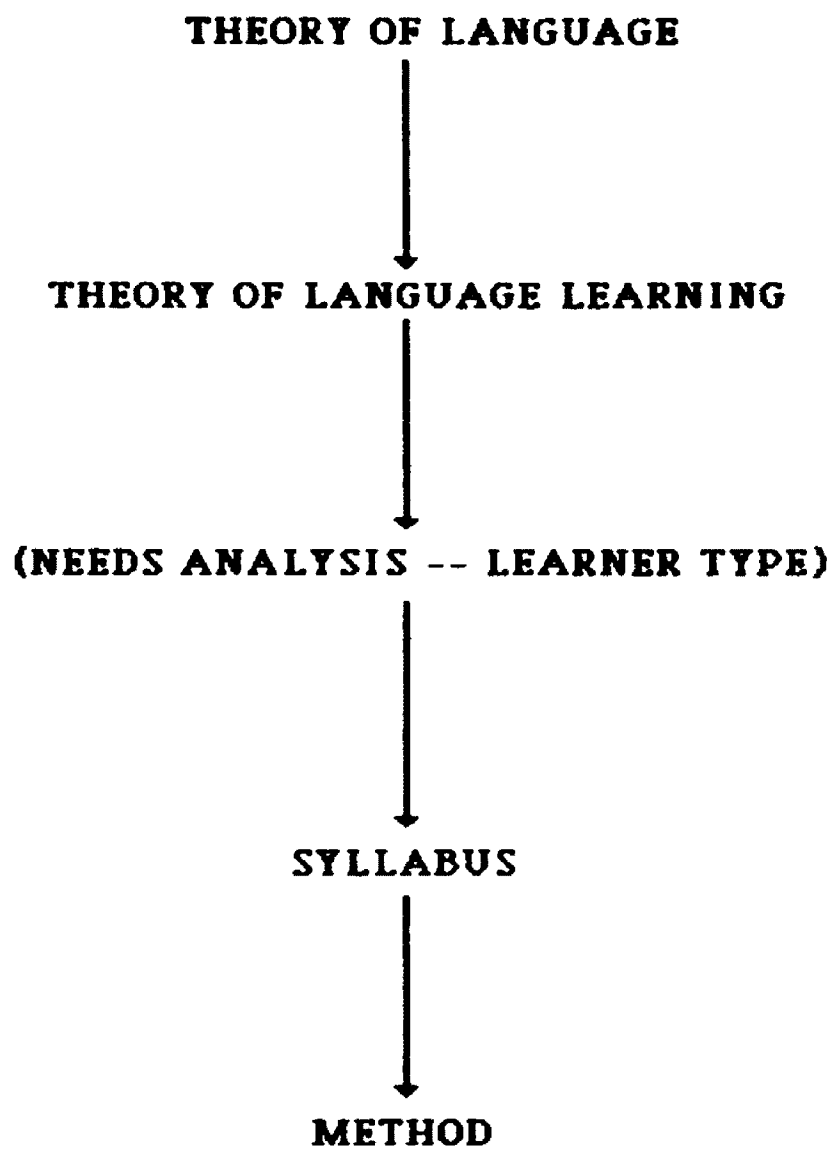 THEORY OF LANGUAGE
THEORY OF LANGUAGE LEARNING
(NEEDS ANALYSIS -- LEARNER TYPE)
SYLLABUS
METHOD